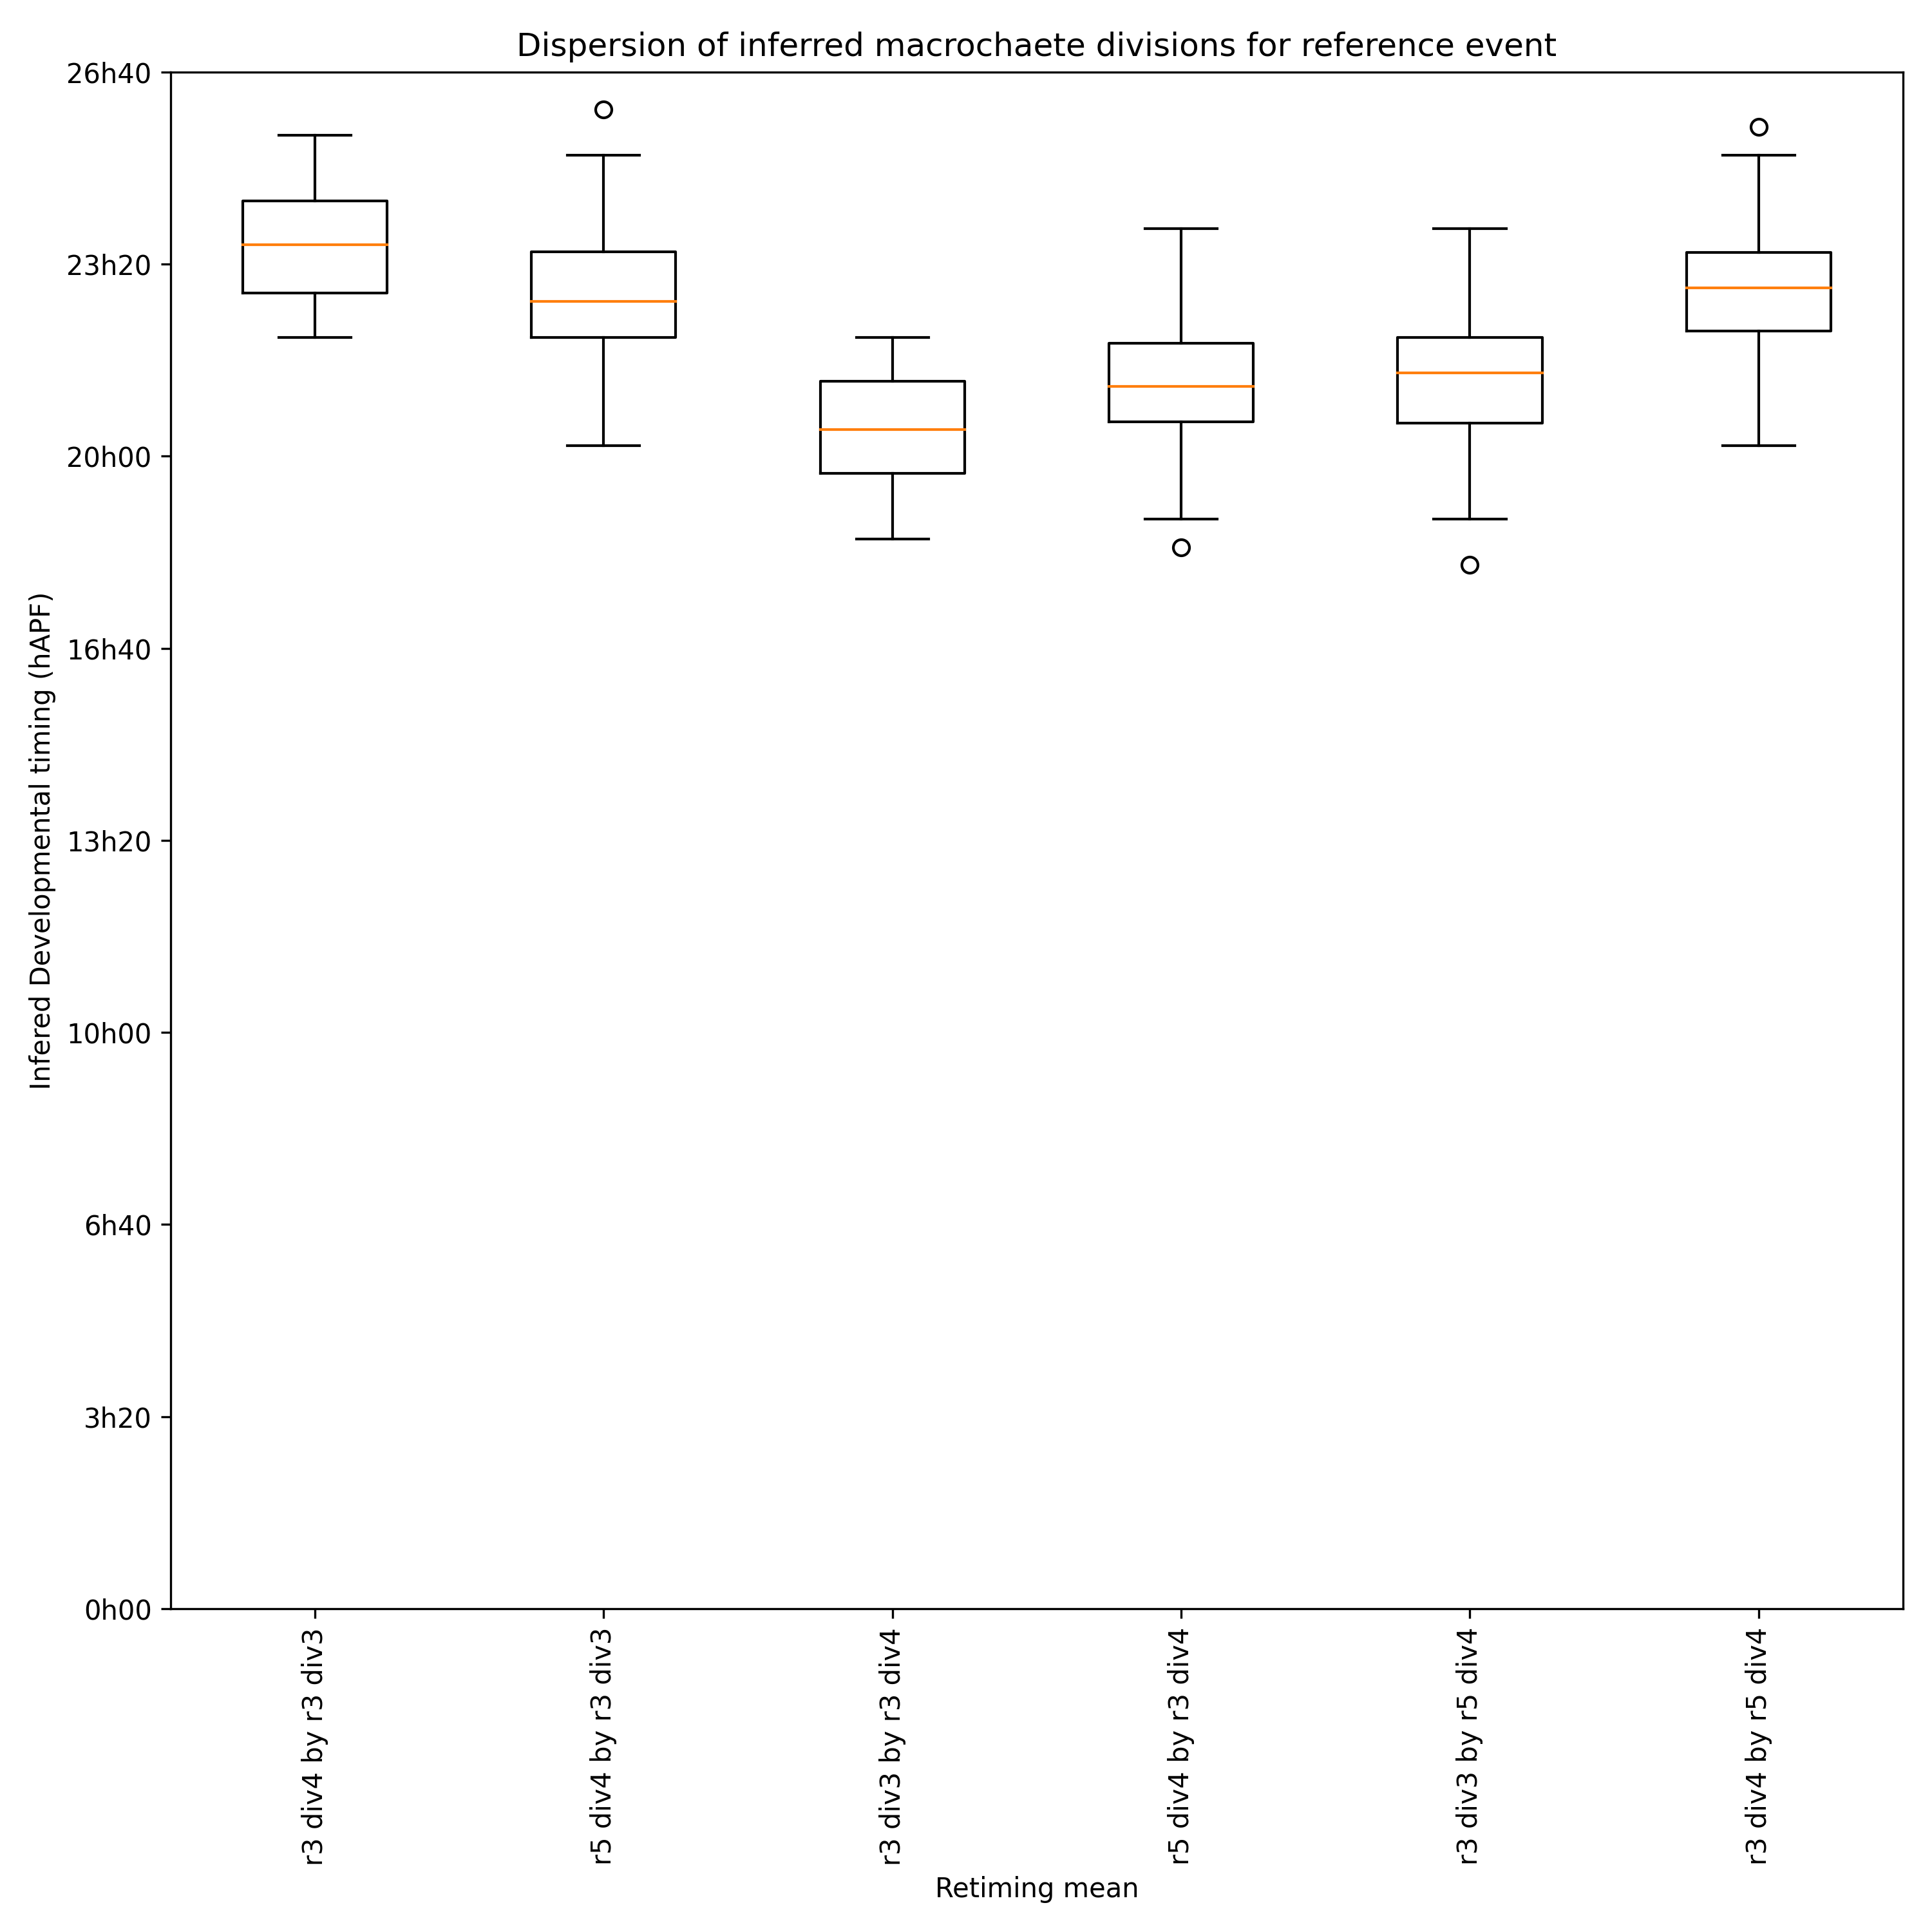 Dispersion of inferred macrochaete divisions for reference event
26h40
23h20
20h00
16h40
13h20
10h00
6h40
3h20
0h00
Infered Developmental timing (hAPF)
r3 div4 by r3 div3
r5 div4 by r3 div3
r3 div3 by r3 div4
r5 div4 by r3 div4
r3 div3 by r5 div4
r3 div4 by r5 div4
Retiming mean